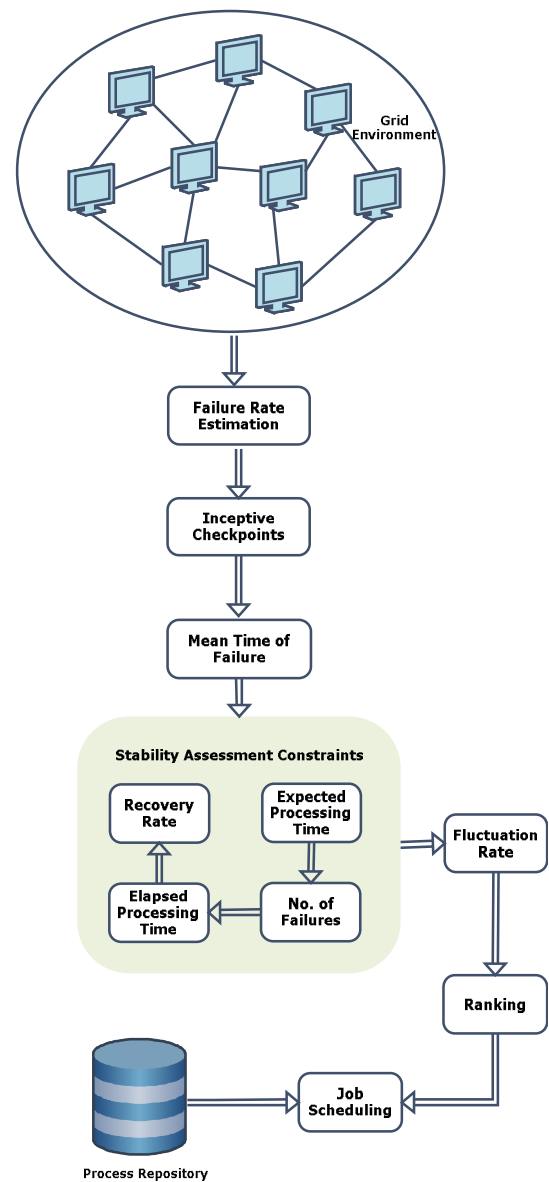 Grid
Environment
Failure Rate
Estimation
Inceptive
Checkpoints
Mean Time of
Failure
Stability Assessment Constraints
Recovery
Rate
Expected
Processing
Time
Elapsed
Processing
Time
No. of
Failures
Fluctuation
Rate
Ranking
Job
Scheduling
Process Repository